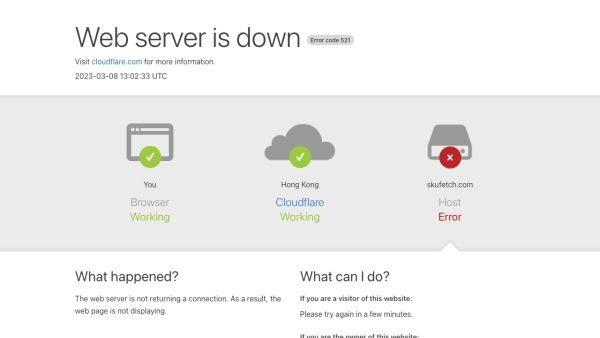 Web server is down Error code 521
Visit cloudflare.com for more information.
2023-03-08 13:02:33 UTC
You
Browser
Working
Hong Kong
Cloudflare
Working
skufetch.com
Host
Error
What happened?
The web server is not returning a connection. As a result, the
web page is not displaying.
What can I do?
If you are a visitor of this website:
Please try again in a few minutes.
If you are the owner of this website: